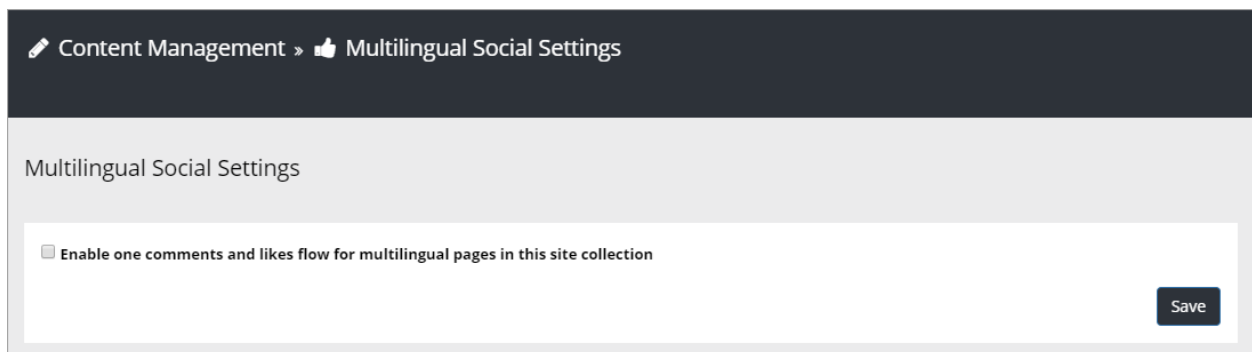 Content Management » Multilingual Social Settings
Multilingual Social Settings
Enable one comments and likes flow for multilingual pages in this site collection
Save